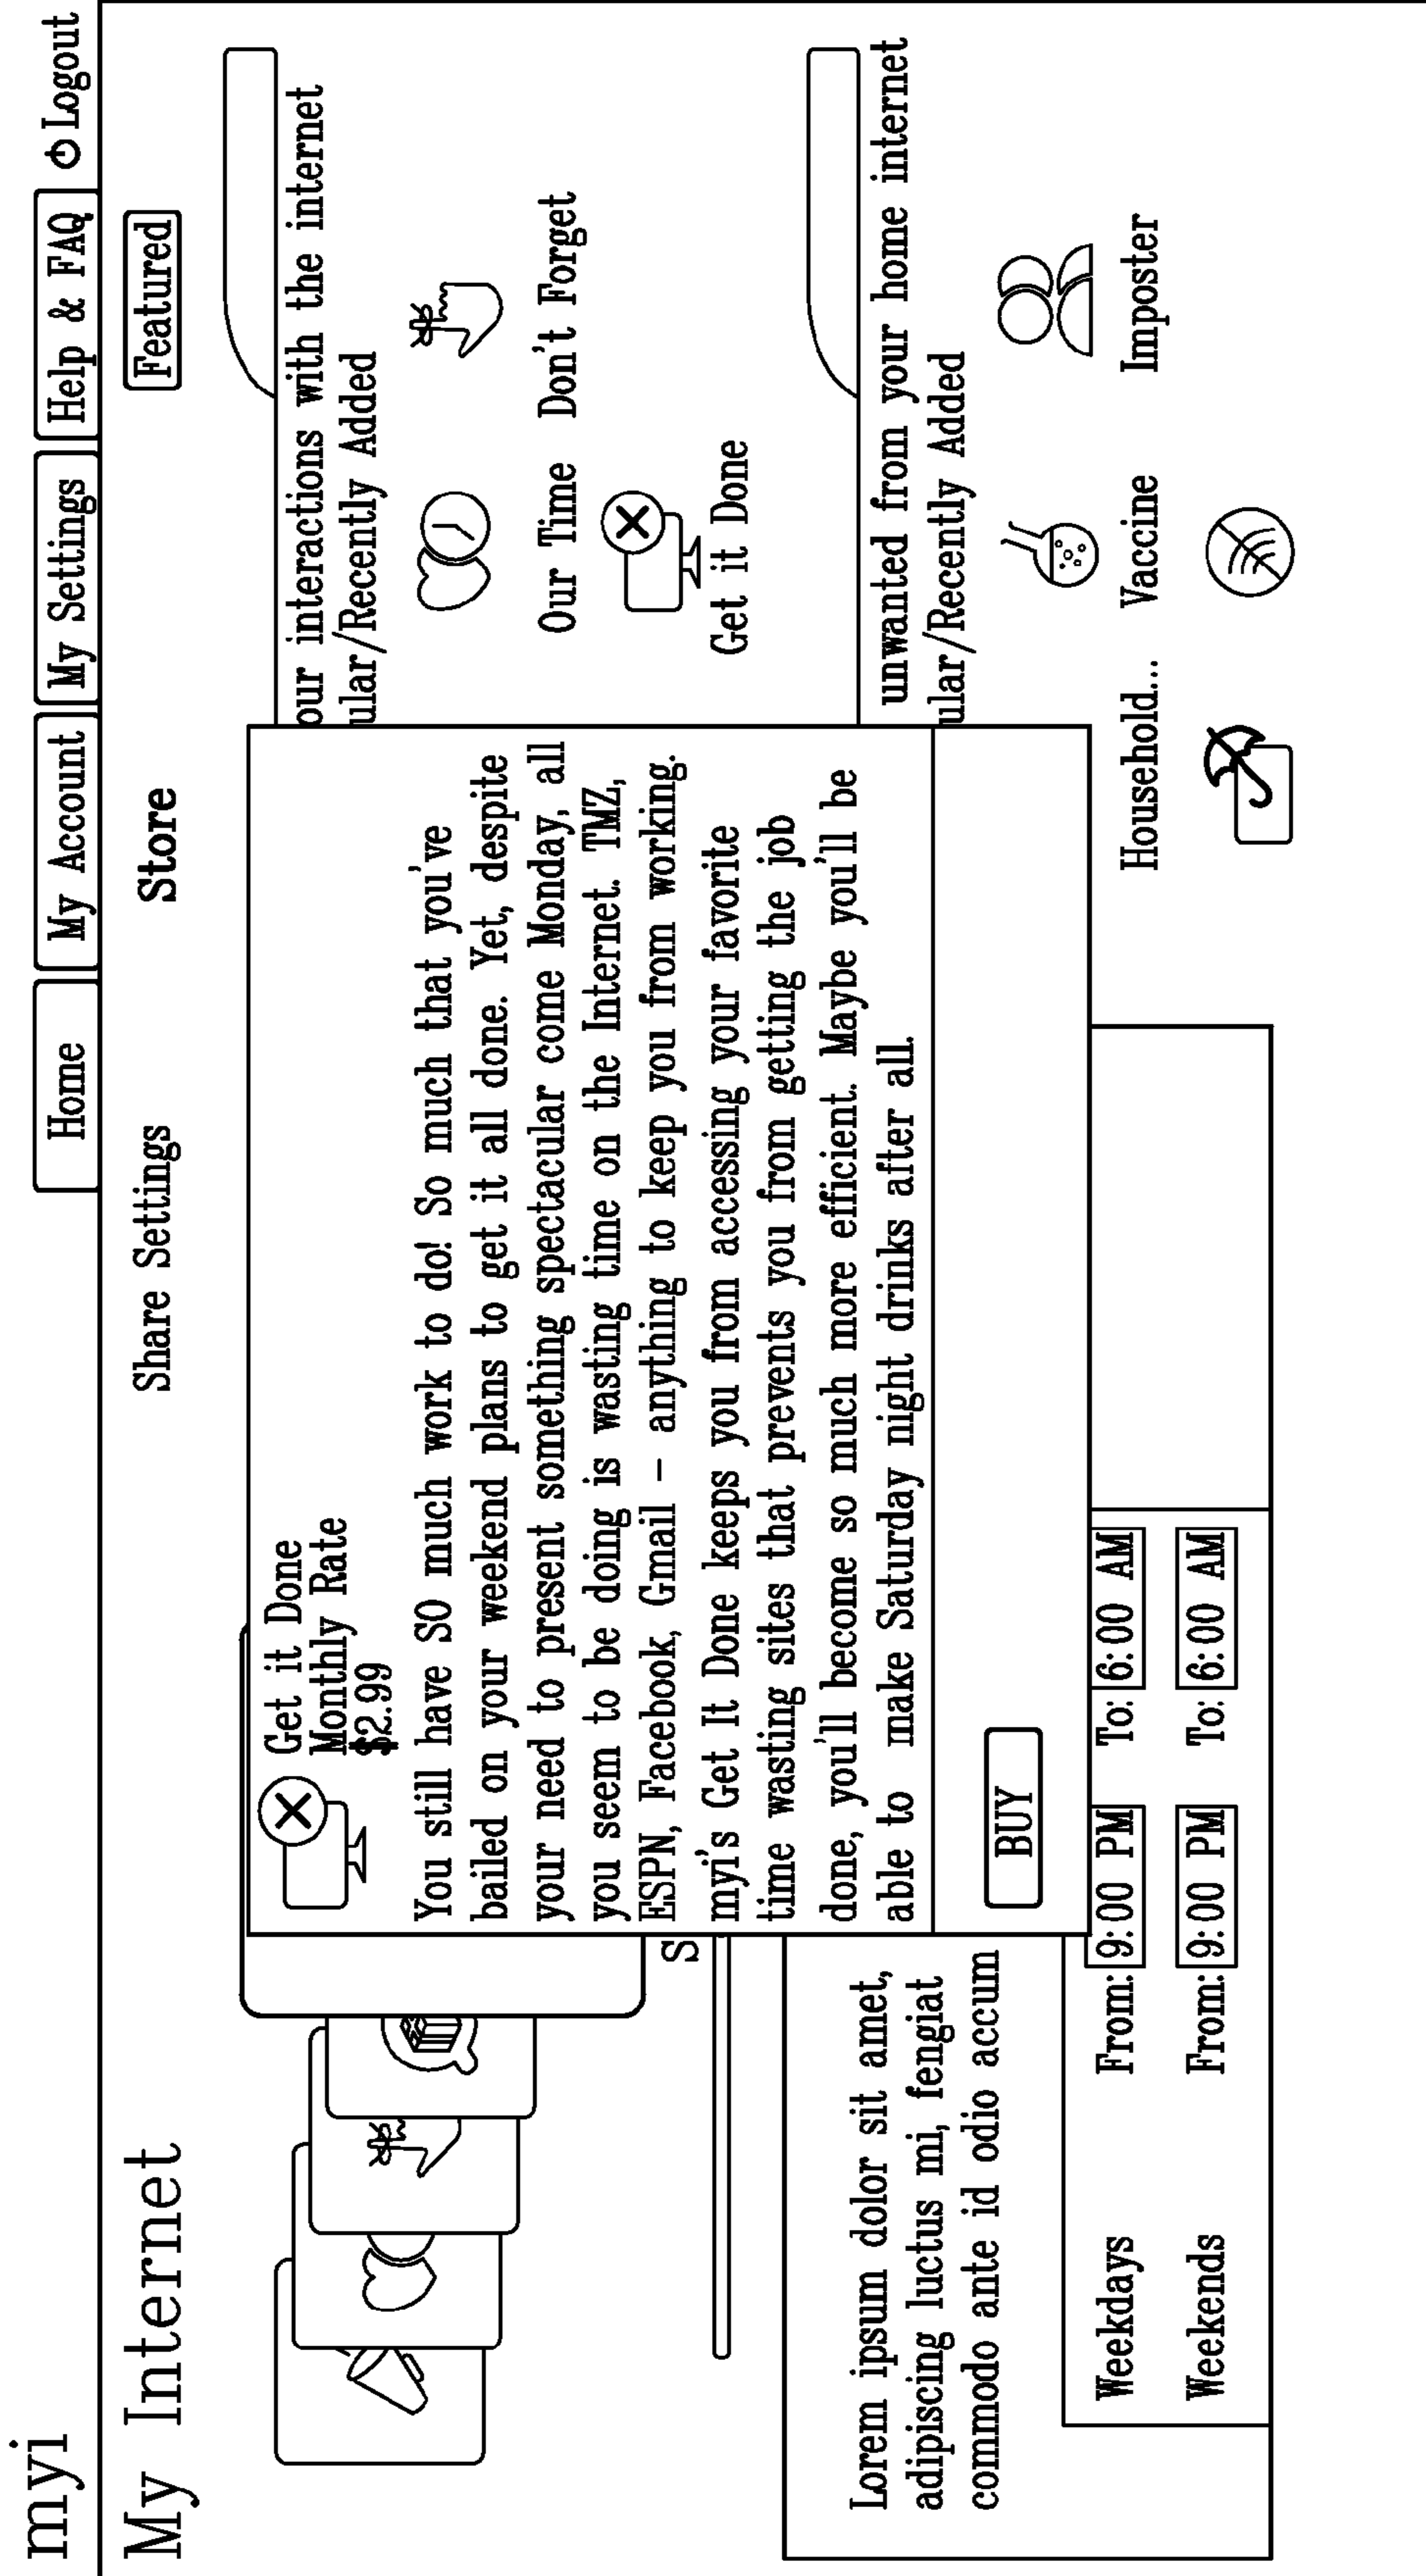 myi
Home
My Account
My Settings
Help & FAQ
Logout
My Internet
Share Settings
Store
Featured
Get it Done
Monthly Rate
$2.99
You still have SO much work to do! So much that you've
bailed on your weekend plans to get it all done. Yet, despite
your need to present something spectacular come Monday, all
you seem to be doing is wasting time on the Internet. TMZ,
ESPN, Facebook, Gmail – anything to keep you from working.
myi's Get It Done keeps you from accessing your favorite
time wasting sites that prevents you from getting the job
done, you'll become so much more efficient. Maybe you'll be
able to make Saturday night drinks after all.
BUY
our interactions with the internet
ular/Recently Added
Our Time
Don't Forget
Get it Done
unwanted from your home internet
ular/Recently Added
Household...
Vaccine
Imposter
S
Lorem ipsum dolor sit amet,
adipiscing luctus mi, fengiat
commodo ante id odio accum
Weekdays From: 9:00 PM To: 6:00 AM
Weekends From: 9:00 PM To: 6:00 AM